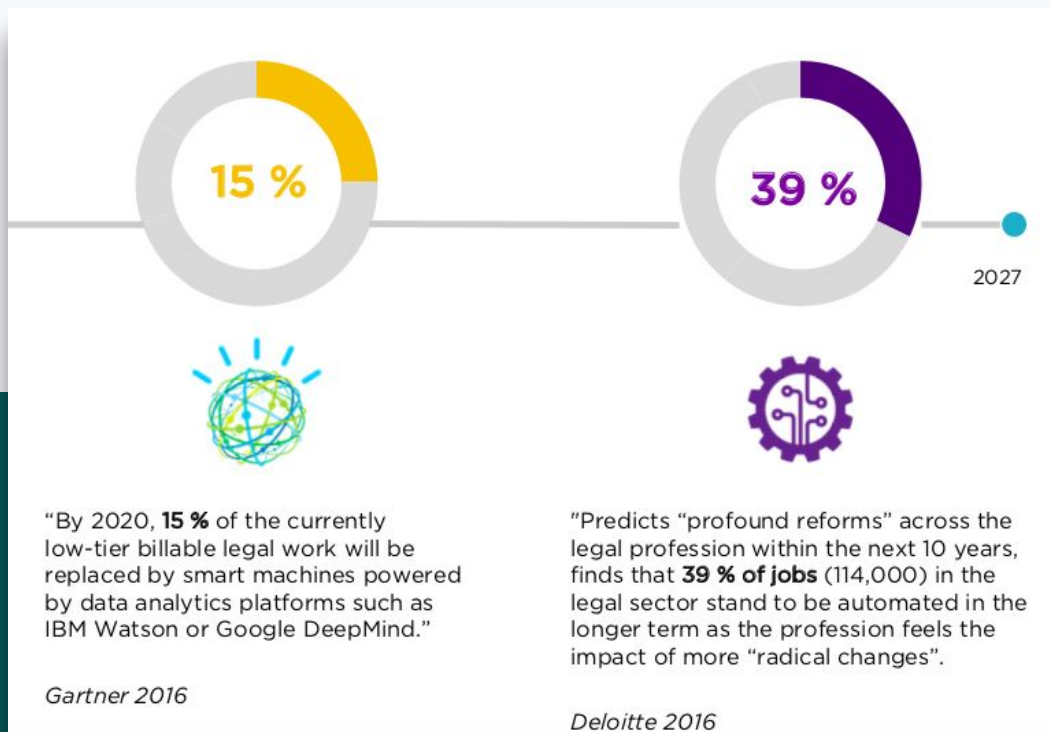 15 %
39 %
2027
“By 2020, 15 % of the currently
low-tier billable legal work will be
replaced by smart machines powered
by data analytics platforms such as
IBM Watson or Google DeepMind.”
Gartner 2016
"Predicts “profound reforms” across the
legal profession within the next 10 years,
finds that 39 % of jobs (114,000) in the
legal sector stand to be automated in the
longer term as the profession feels the
impact of more “radical changes”.
Deloitte 2016